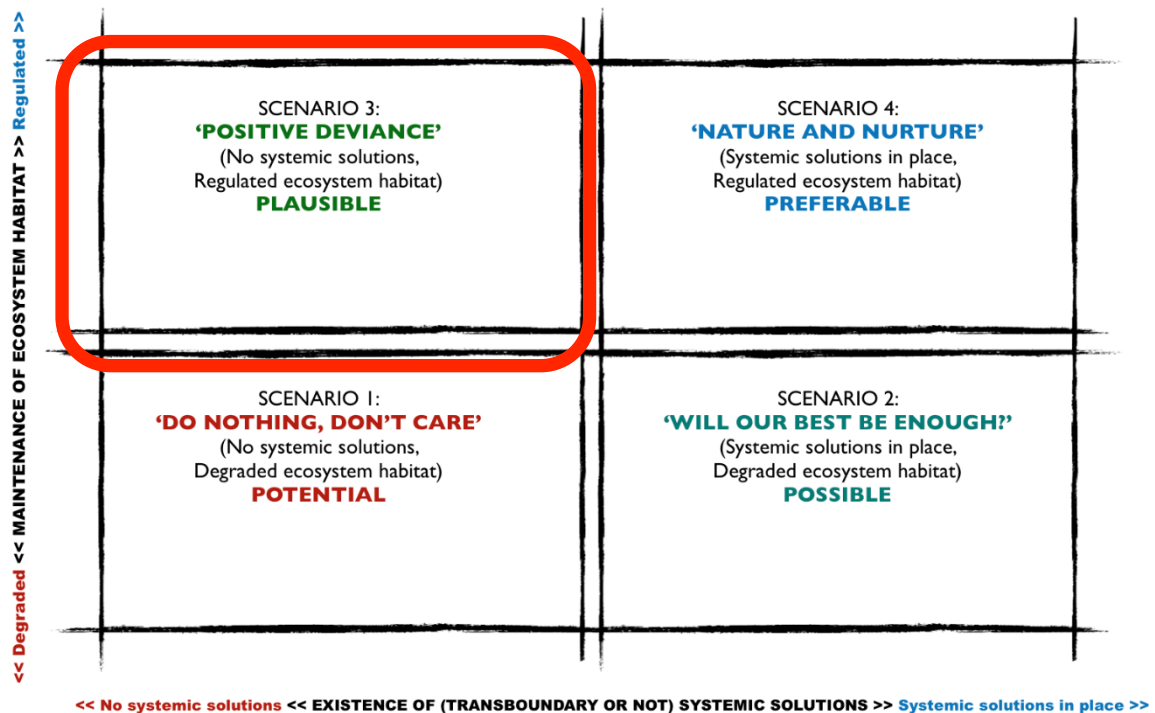 << Degraded << MAINTENANCE OF ECOSYSTEM HABITAT >> Regulated >>
SCENARIO 3:
‘POSITIVE DEVIANCE’
(No systemic solutions,
Regulated ecosystem habitat)
PLAUSIBLE
SCENARIO 4:
‘NATURE AND NURTURE’
(Systemic solutions in place,
Regulated ecosystem habitat)
PREFERABLE
SCENARIO 1:
‘DO NOTHING, DON’T CARE’
(No systemic solutions,
Degraded ecosystem habitat)
POTENTIAL
SCENARIO 2:
‘WILL OUR BEST BE ENOUGH?’
(Systemic solutions in place,
Degraded ecosystem habitat)
POSSIBLE
<< No systemic solutions << EXISTENCE OF (TRANSBOUNDARY OR NOT) SYSTEMIC SOLUTIONS >> Systemic solutions in place >>